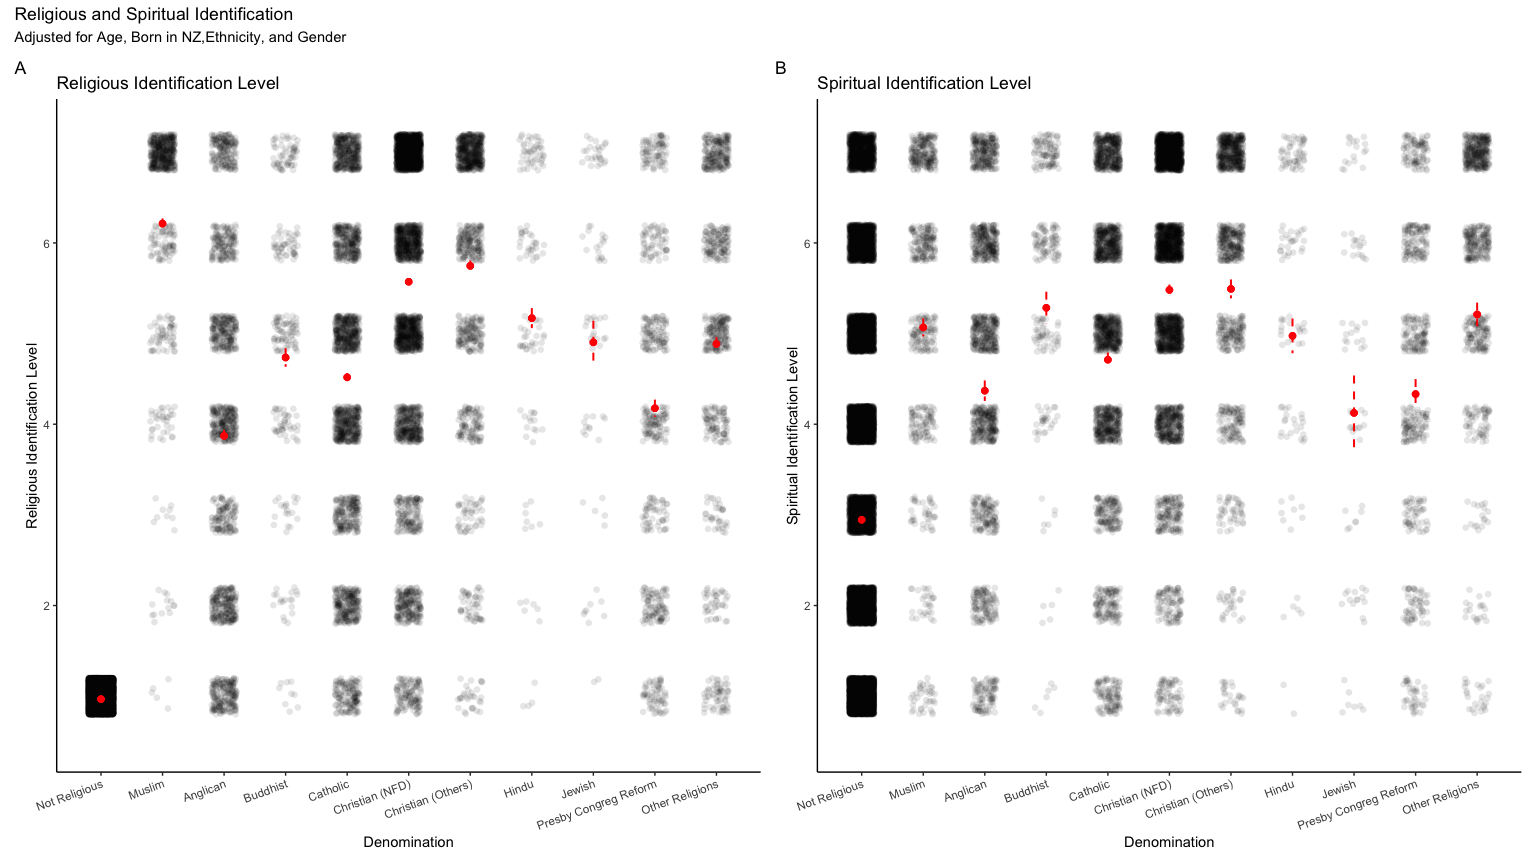 Religious and Spiritual Identification
Adjusted for Age, Born in NZ,Ethnicity, and Gender
A
Religious Identification Level
Religious Identification Level
6
4
2
Not Religious
Muslim
Anglican
Buddhist
Catholic
Christian (NFD)
Christian (Others)
Hindu
Jewish
Presby Congreg Reform
Other Religions
Denomination
B
Spiritual Identification Level
Spiritual Identification Level
6
4
2
Not Religious
Muslim
Anglican
Buddhist
Catholic
Christian (NFD)
Christian (Others)
Hindu
Jewish
Presby Congreg Reform
Other Religions
Denomination